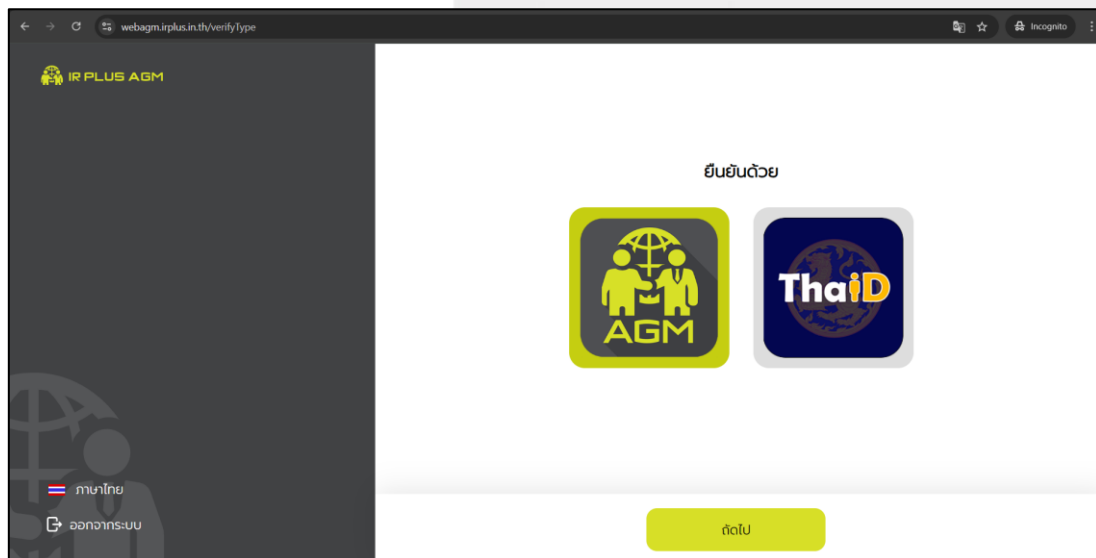 webagm.irplus.in.th/verifyType
Incognito
IR PLUS AGM
ยืนยันด้วย
AGM
ThaiD
ภาษาไทย
ออกจากระบบ
ถัดไป